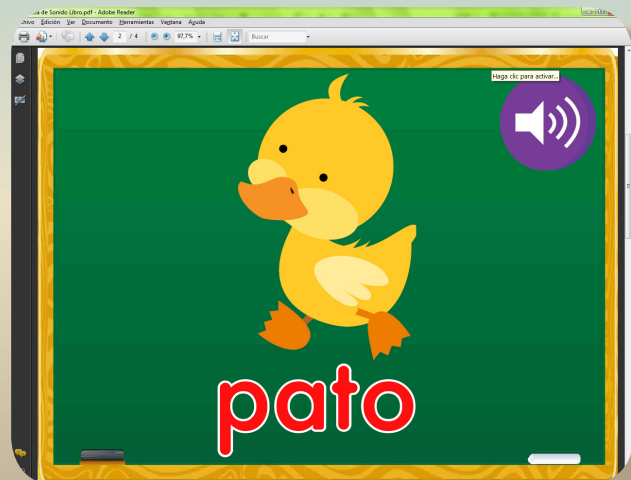 a de Sonido Libro.pdf - Adobe Reader
chivo Edición Ver Documento Herramientas Ventana Ayuda
2 / 4 97,7% Buscar
Haga clic para activar...
pato